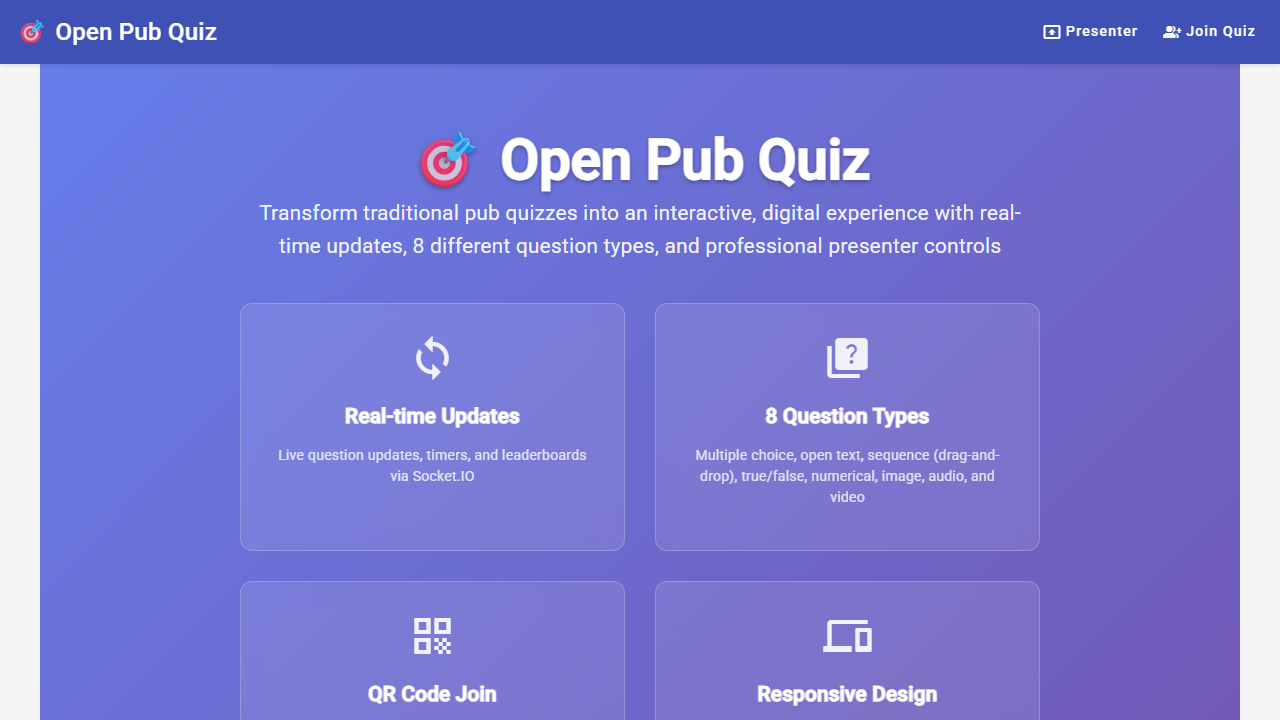 Open Pub Quiz
Presenter
Join Quiz
Open Pub Quiz
Transform traditional pub quizzes into an interactive, digital experience with real-
time updates, 8 different question types, and professional presenter controls
Real-time Updates
Live question updates, timers, and leaderboards
via Socket.IO
8 Question Types
Multiple choice, open text, sequence (drag-and-
drop), true/false, numerical, image, audio, and
video
QR Code Join
Responsive Design